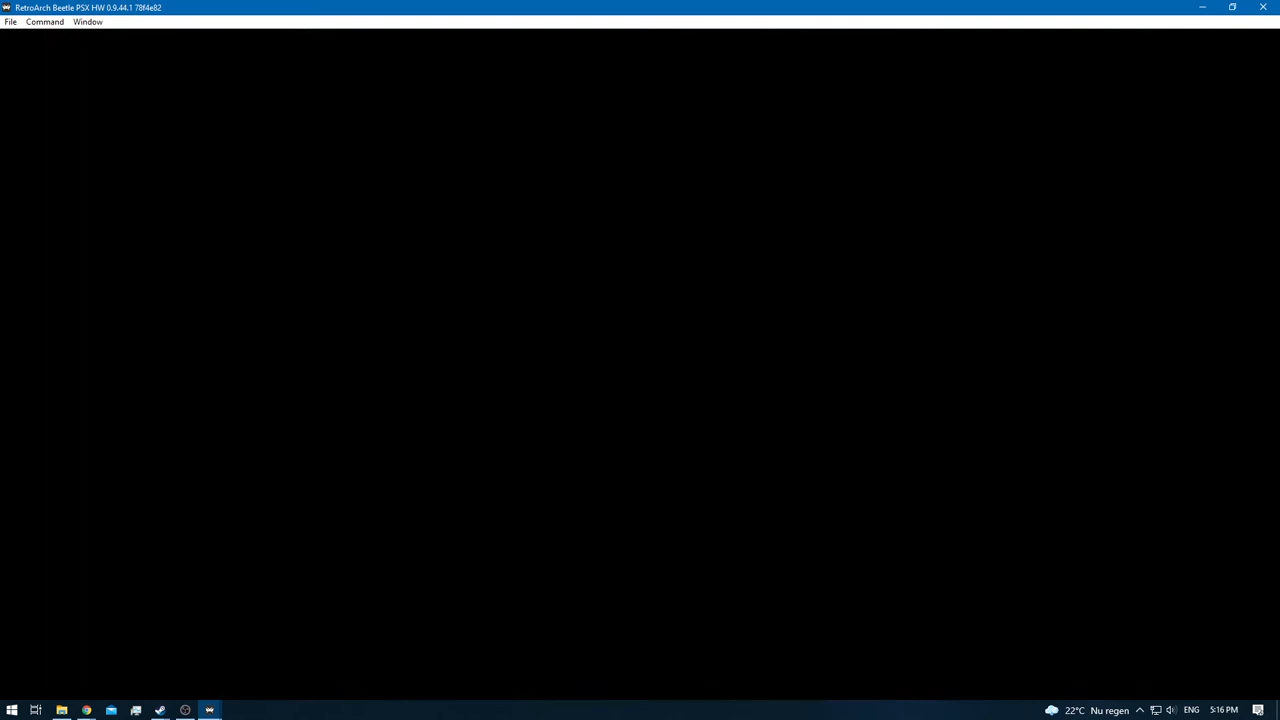 RetroArch Beetle PSX HW 0.9.44.1 78f4e82
File Command Window
22°C Nu regen ENG 5:16 PM